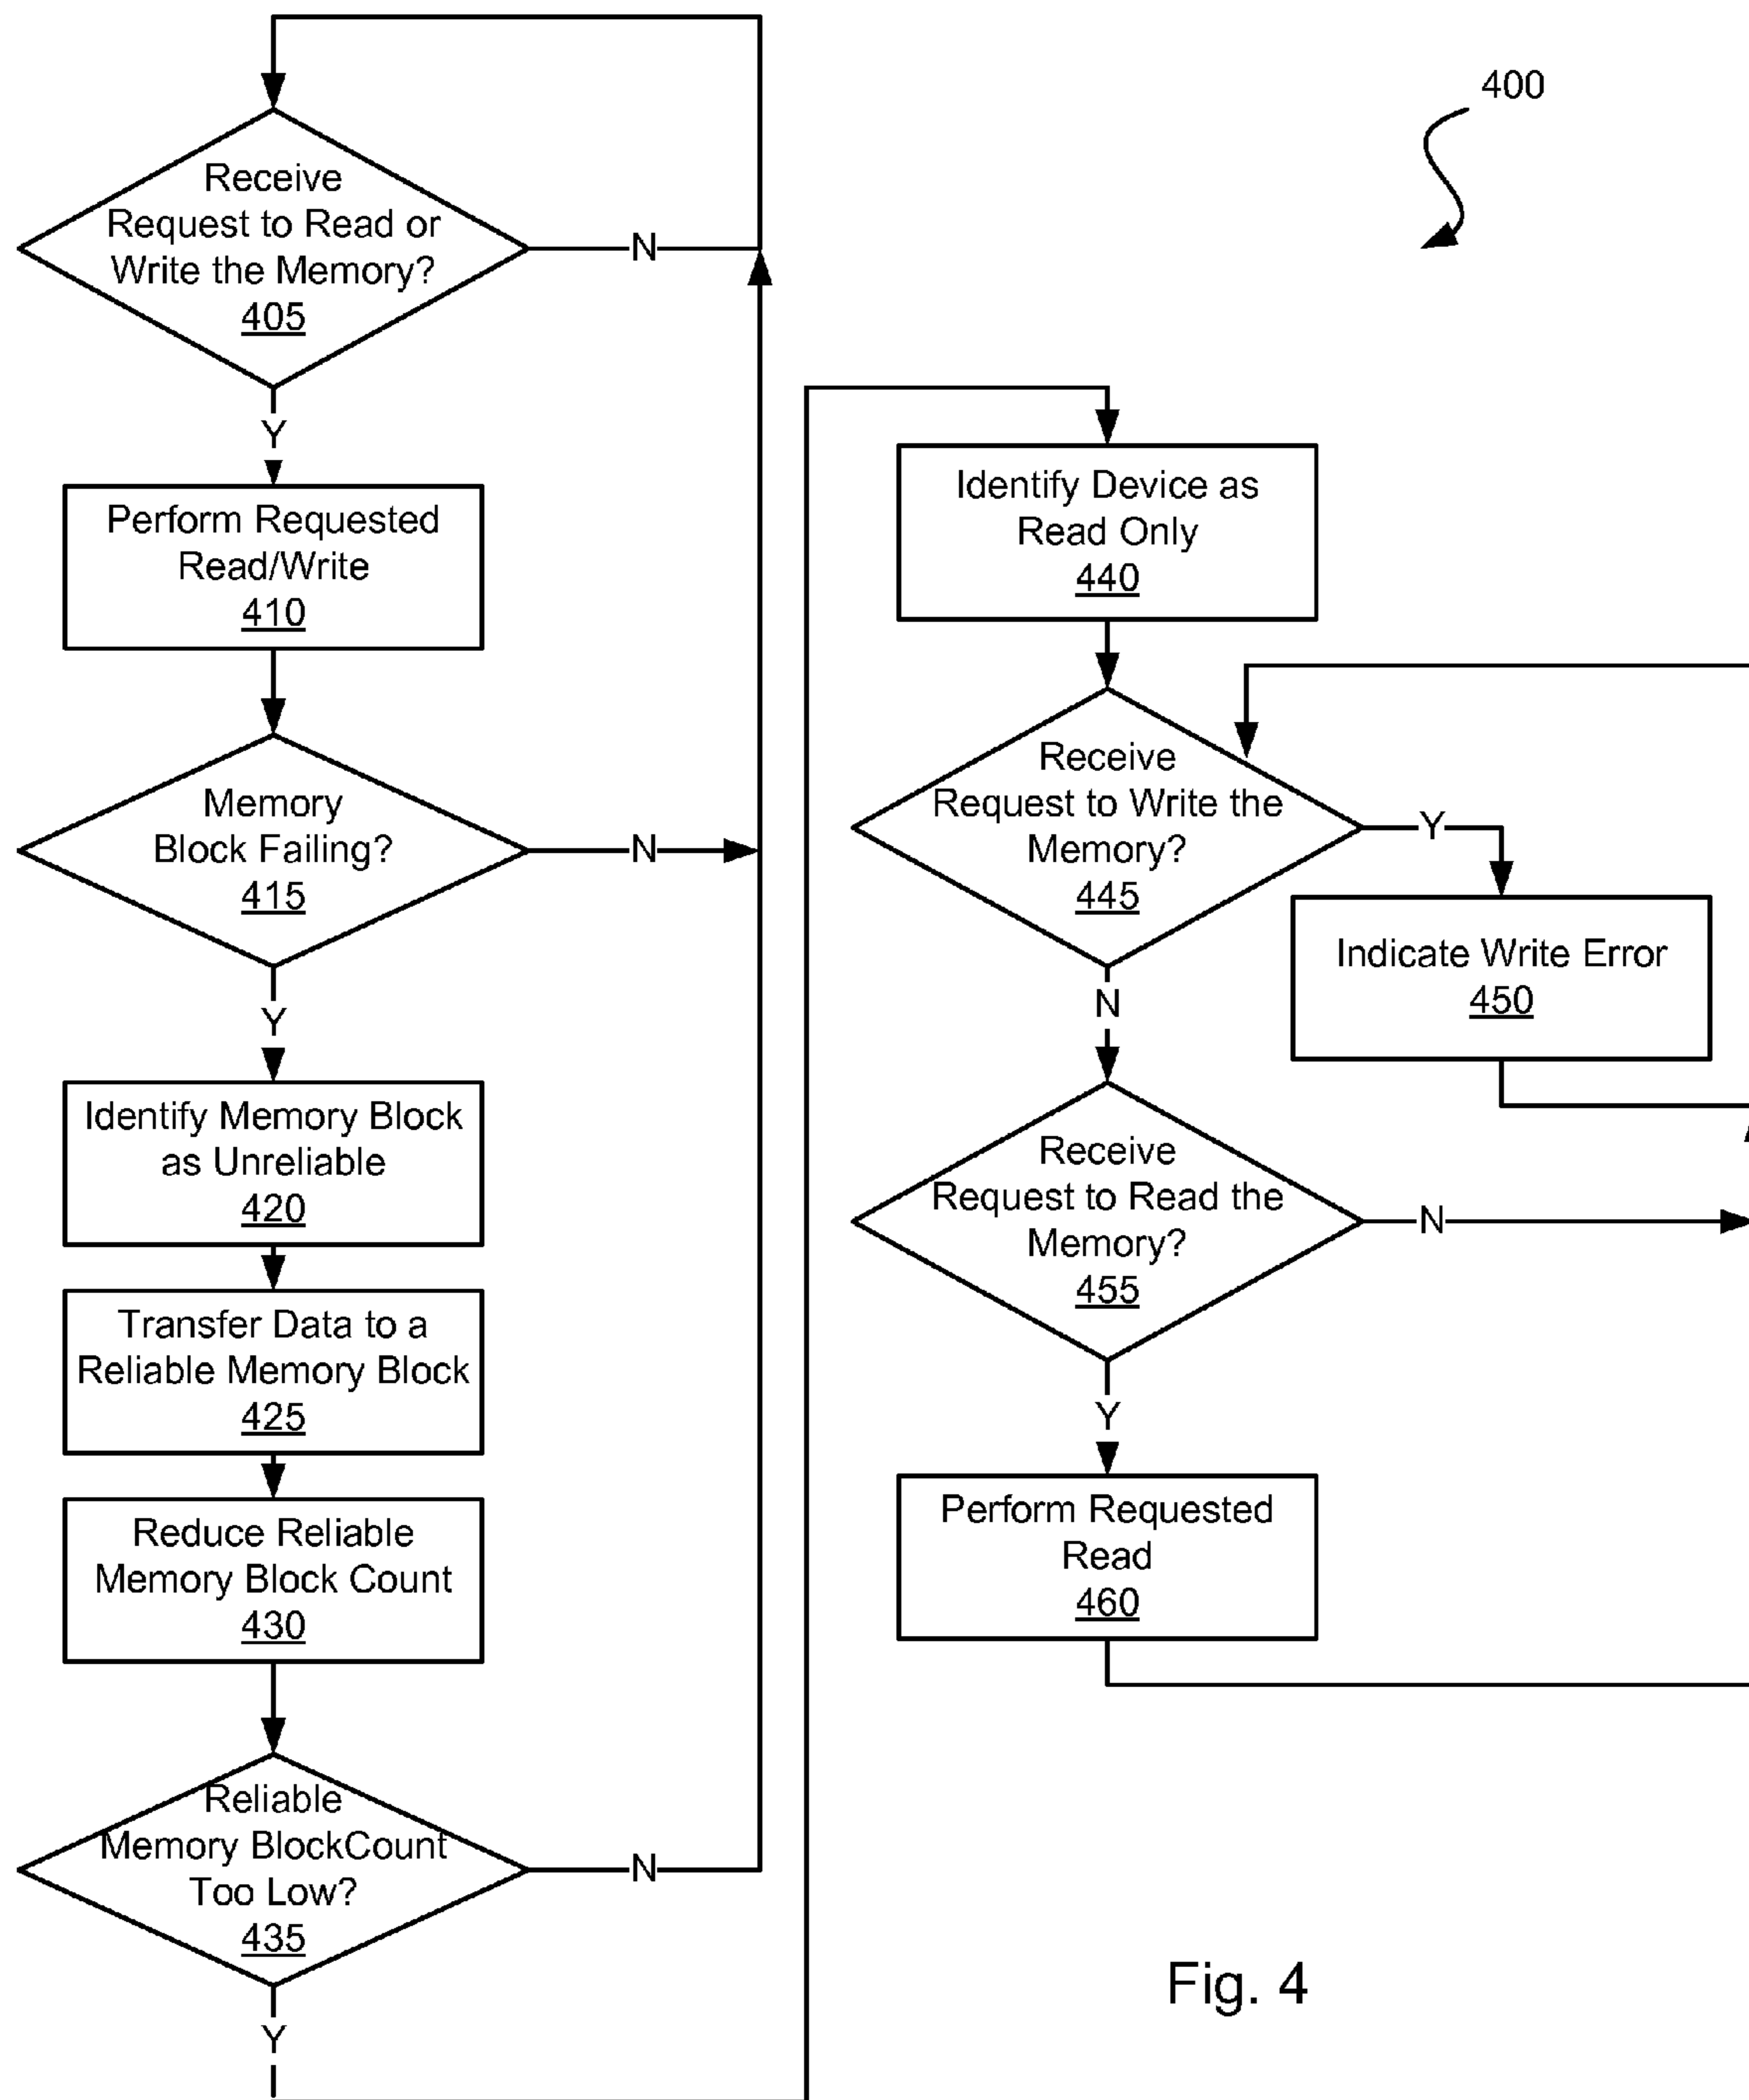 400
Receive
Request to Read or
Write the Memory?
405
N
Y
Perform Requested
Read/Write
410
Memory
Block Failing?
415
N
Y
Identify Memory Block
as Unreliable
420
Transfer Data to a
Reliable Memory Block
425
Reduce Reliable
Memory Block Count
430
Reliable
Memory BlockCount
Too Low?
435
N
Y
Identify Device as
Read Only
440
Receive
Request to Write the
Memory?
445
Y
N
Indicate Write Error
450
Receive
Request to Read the
Memory?
455
N
Y
Perform Requested
Read
460
Fig. 4